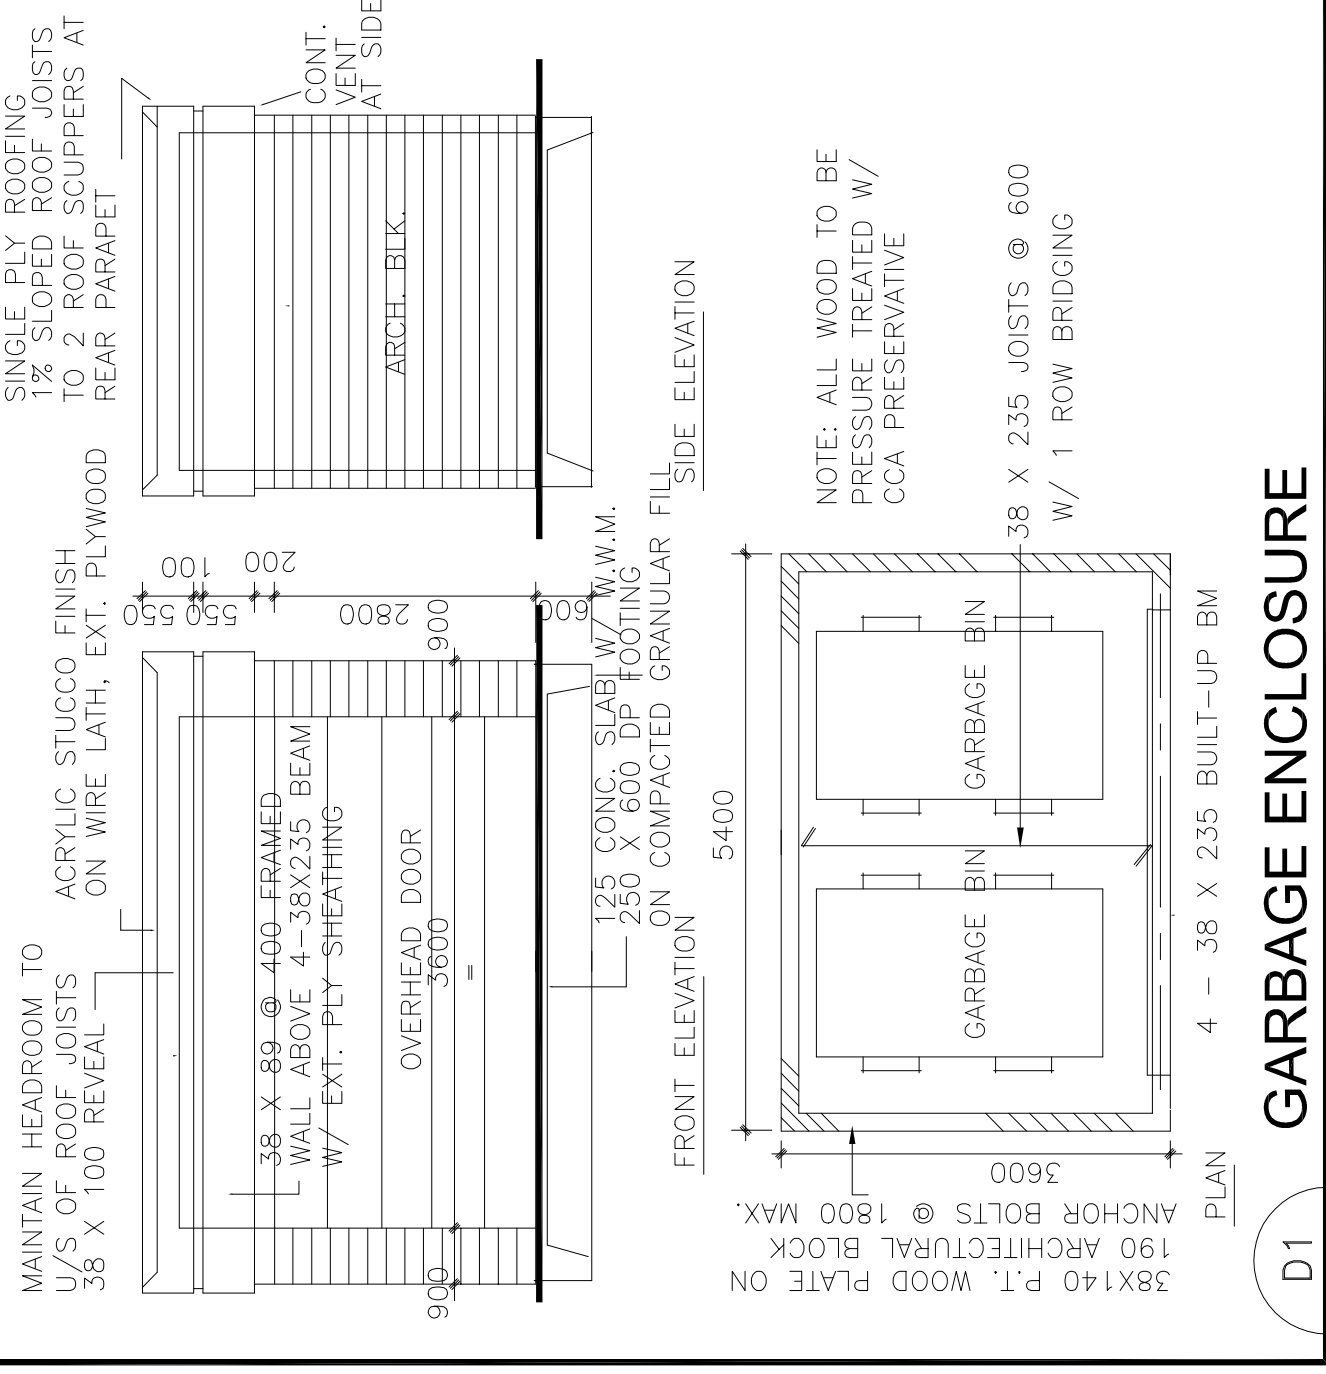 MAINTAIN HEADROOM TO
U/S OF ROOF JOISTS
38 X 100 REVEAL
ACRYLIC STUCCO FINISH
ON WIRE LATH, EXT. PLYWOOD
SINGLE PLY ROOFING
1% SLOPED ROOF JOISTS
TO 2 ROOF SCUPPERS AT
REAR PARAPET
CONT.
VENT
AT SIDE
550
100
550
200
2800
600
38 X 89 @ 400 FRAMED
WALL ABOVE 4-38X235 BEAM
W/ EXT. PLY SHEATHING
OVERHEAD DOOR
900
3600
900
=
ARCH. BLK.
125 CONC. SLAB W/ W.W.M.
250 X 600 DP FOOTING
ON COMPACTED GRANULAR FILL
FRONT ELEVATION
SIDE ELEVATION
5400
3600
38X140 P.T. WOOD PLATE ON
190 ARCHITECTURAL BLOCK
ANCHOR BOLTS @ 1800 MAX.
GARBAGE BIN
GARBAGE BIN
NOTE: ALL WOOD TO BE
PRESSURE TREATED W/
CCA PRESERVATIVE
38 X 235 JOISTS @ 600
W/ 1 ROW BRIDGING
4 - 38 X 235 BUILT-UP BM
PLAN
D1
GARBAGE ENCLOSURE